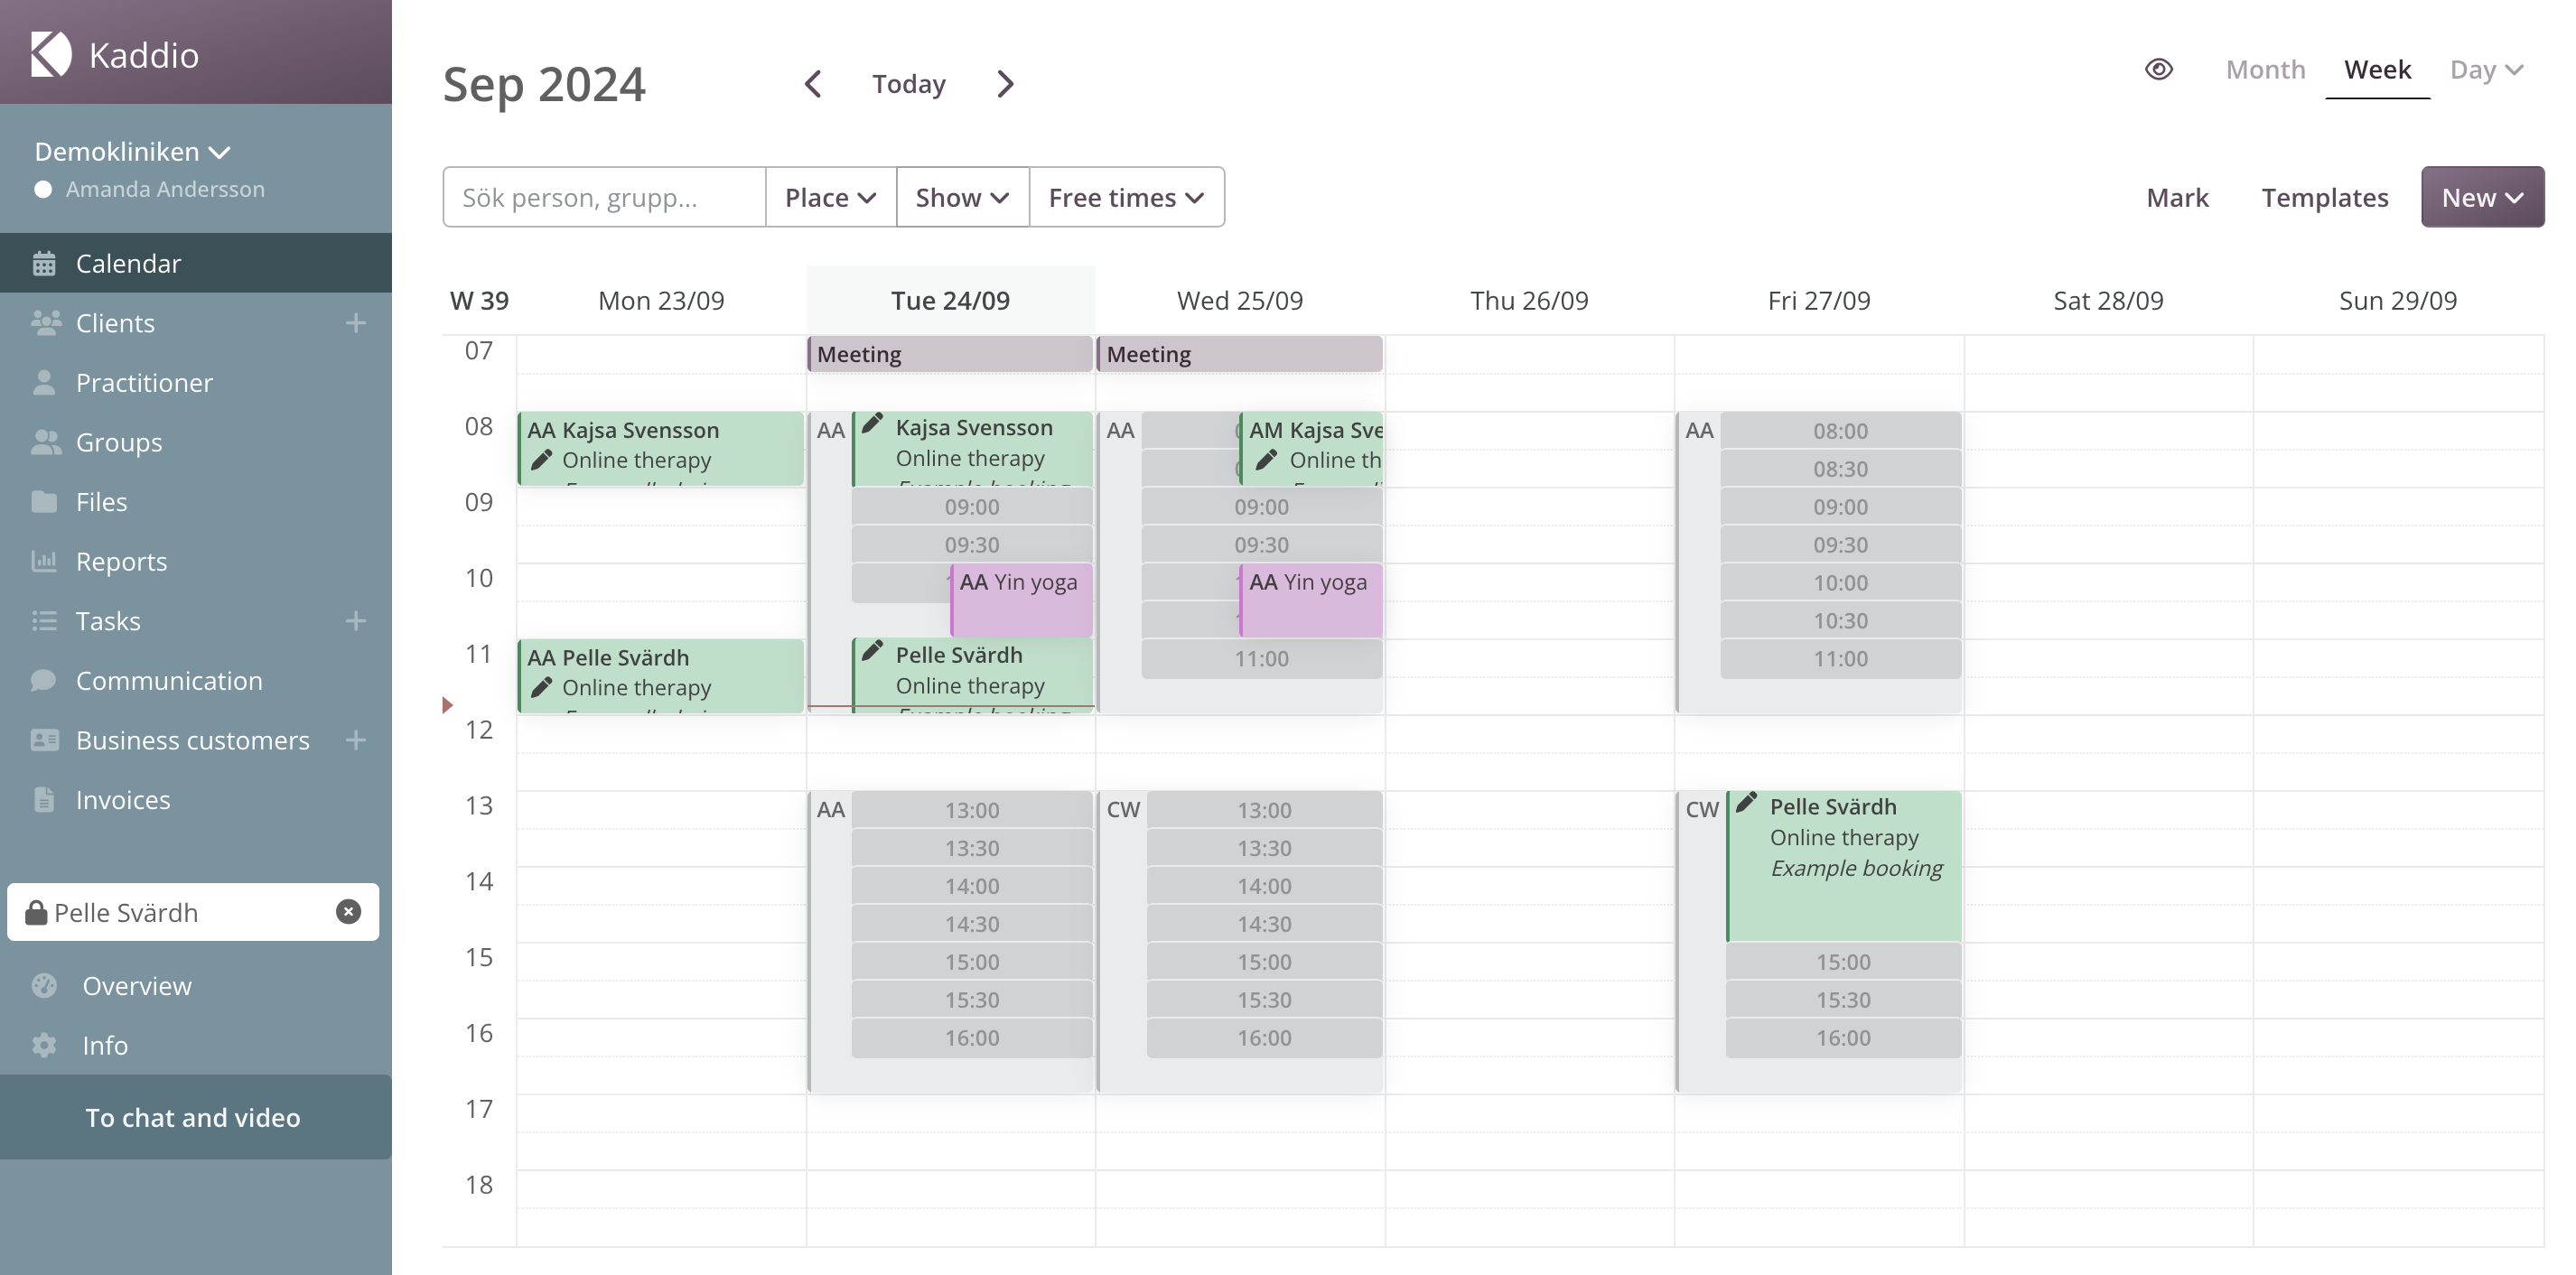 Kaddio
Demokliniken
Amanda Andersson
Calendar
Clients
Practitioner
Groups
Files
Reports
Tasks
Communication
Business customers
Invoices
Pelle Svärdh
Overview
Info
To chat and video
Sep 2024
Today
Month
Week
Day
Sök person, grupp...
Place
Show
Free times
Mark
Templates
New
W 39
Mon 23/09
Tue 24/09
Wed 25/09
Thu 26/09
Fri 27/09
Sat 28/09
Sun 29/09
07
08
09
10
11
12
13
14
15
16
17
18
AA Kajsa Svensson
Online therapy
AA Pelle Svärdh
Online therapy
Meeting
AA
Kajsa Svensson
Online therapy
Example booking
09:00
09:30
AA Yin yoga
Pelle Svärdh
Online therapy
Example booking
AA
13:00
13:30
14:00
14:30
15:00
15:30
16:00
Meeting
AA
AM Kajsa Sve
Online th
09:00
09:30
AA Yin yoga
11:00
CW
13:00
13:30
14:00
14:30
15:00
15:30
16:00
AA
08:00
08:30
09:00
09:30
10:00
10:30
11:00
CW
Pelle Svärdh
Online therapy
Example booking
15:00
15:30
16:00